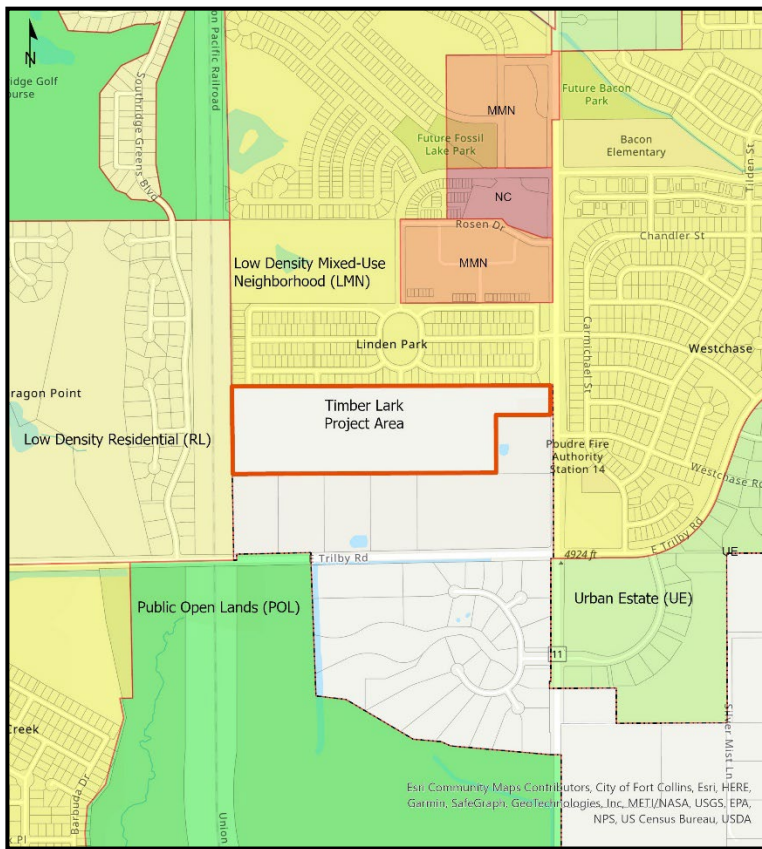 N
idge Golf
ourse
Southridge Greens Blvd
on Pacific Railroad
MMN
Future Bacon
Park
Future Fossil
Lake Park
Bacon
Elementary
Tilden St
NC
Rosen Dr
Chandler St
Low Density Mixed-Use
Neighborhood (LMN)
MMN
Linden Park
Carmichael St
Westchase
ragon Point
Timber Lark
Project Area
Low Density Residential (RL)
Poudre Fire
Authority
Station 14
Westchase Rd
E Trilby Rd
E Trilby Rd
4924 ft
UE
Public Open Lands (POL)
Urban Estate (UE)
11
Creek
Barbuda Dr
k Pl
Union
Silver Mist Ln
Esri Community Maps Contributors, City of Fort Collins, Esri, HERE,
Garmin, SafeGraph, GeoTechnologies, Inc, METI/NASA, USGS, EPA,
NPS, US Census Bureau, USDA